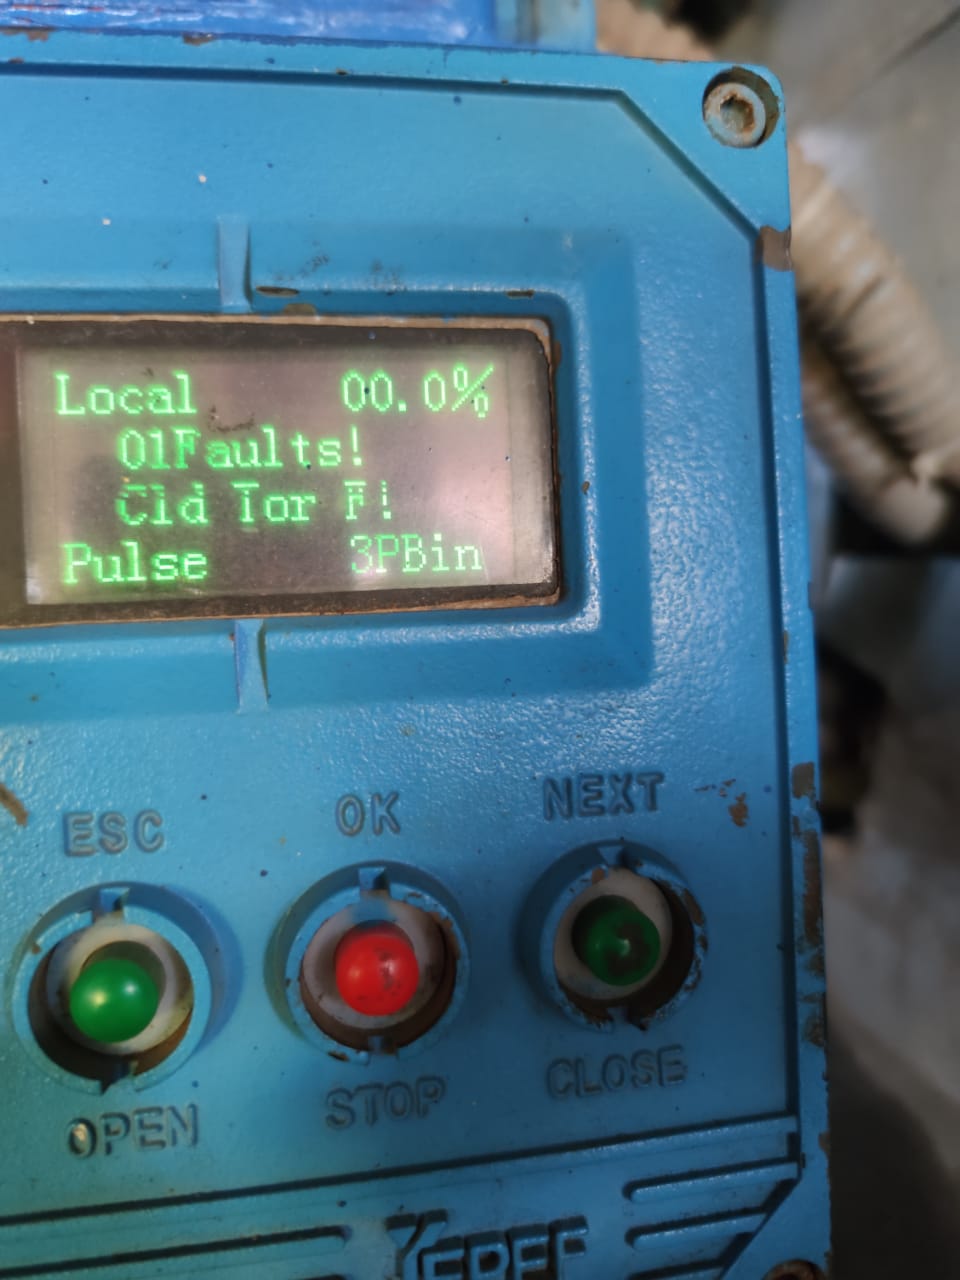 Local 00.0%
01Faults!
Cld Tor F!
Pulse 3PBin
ESC OK NEXT
OPEN STOP CLOSE